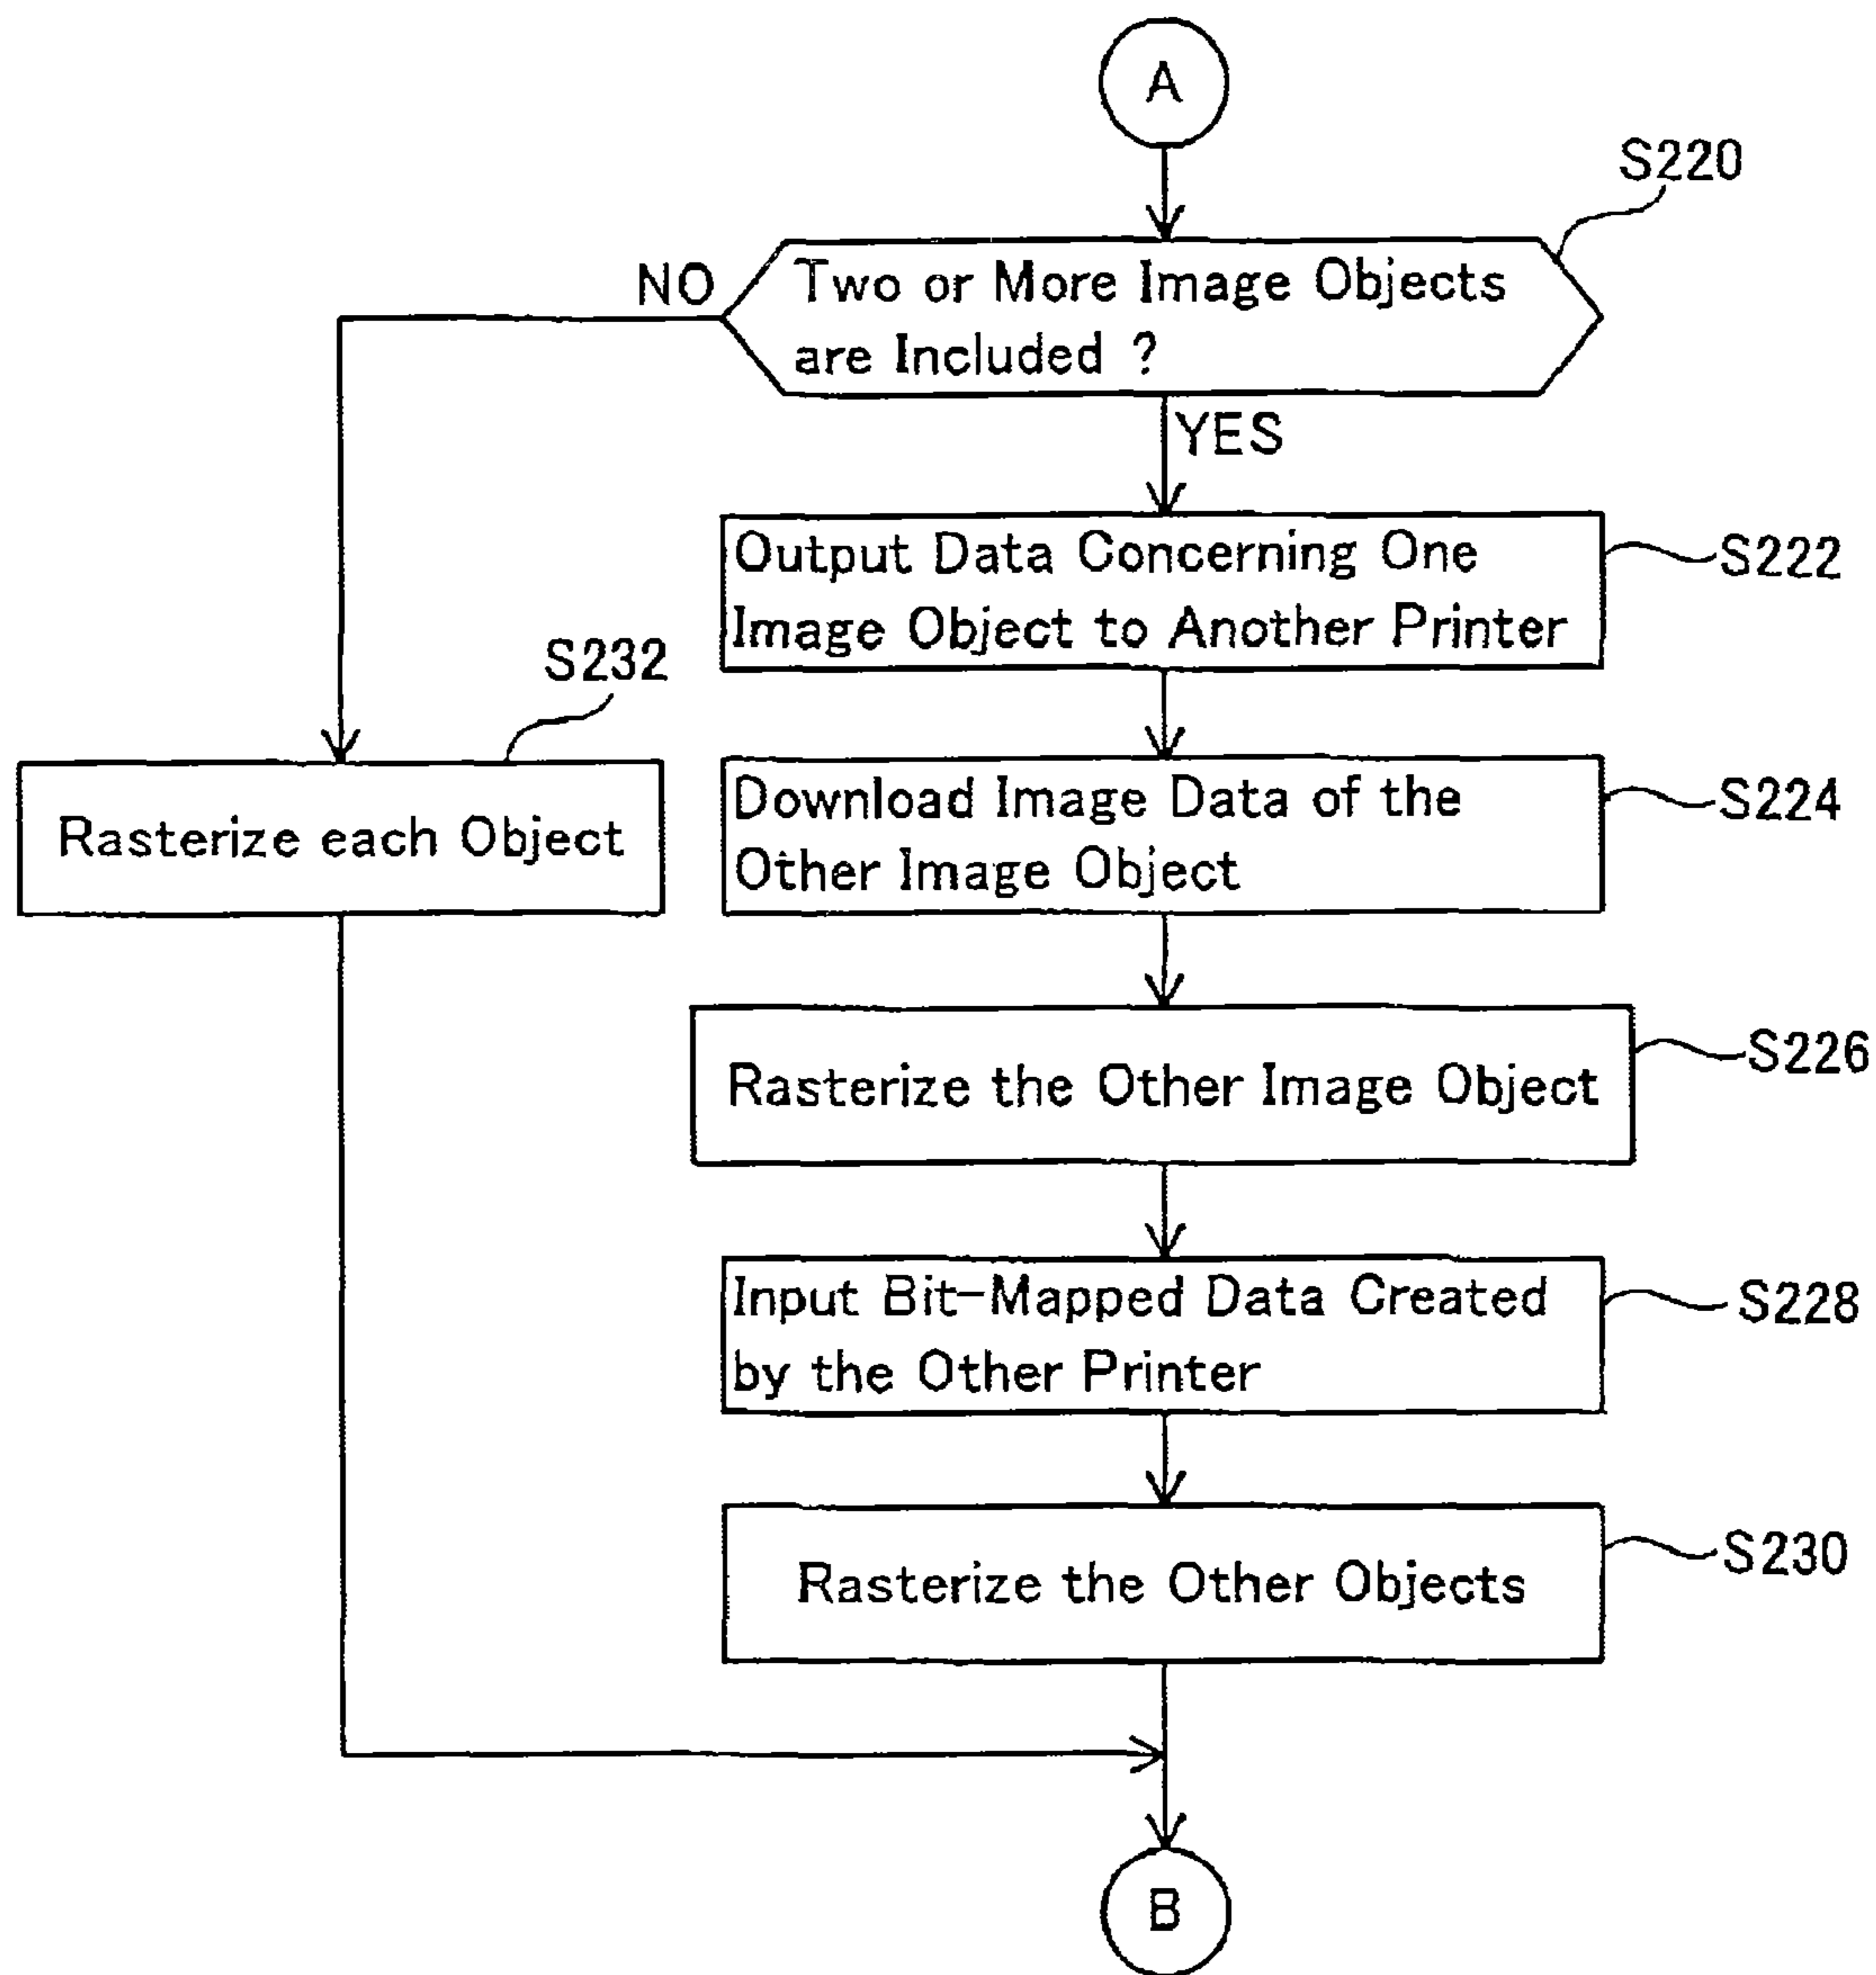 A
S220
NO
Two or More Image Objects
are Included ?
YES
Output Data Concerning One
Image Object to Another Printer
S222
S232
Rasterize each Object
Download Image Data of the
Other Image Object
S224
Rasterize the Other Image Object
S226
Input Bit-Mapped Data Created
by the Other Printer
S228
Rasterize the Other Objects
S230
B